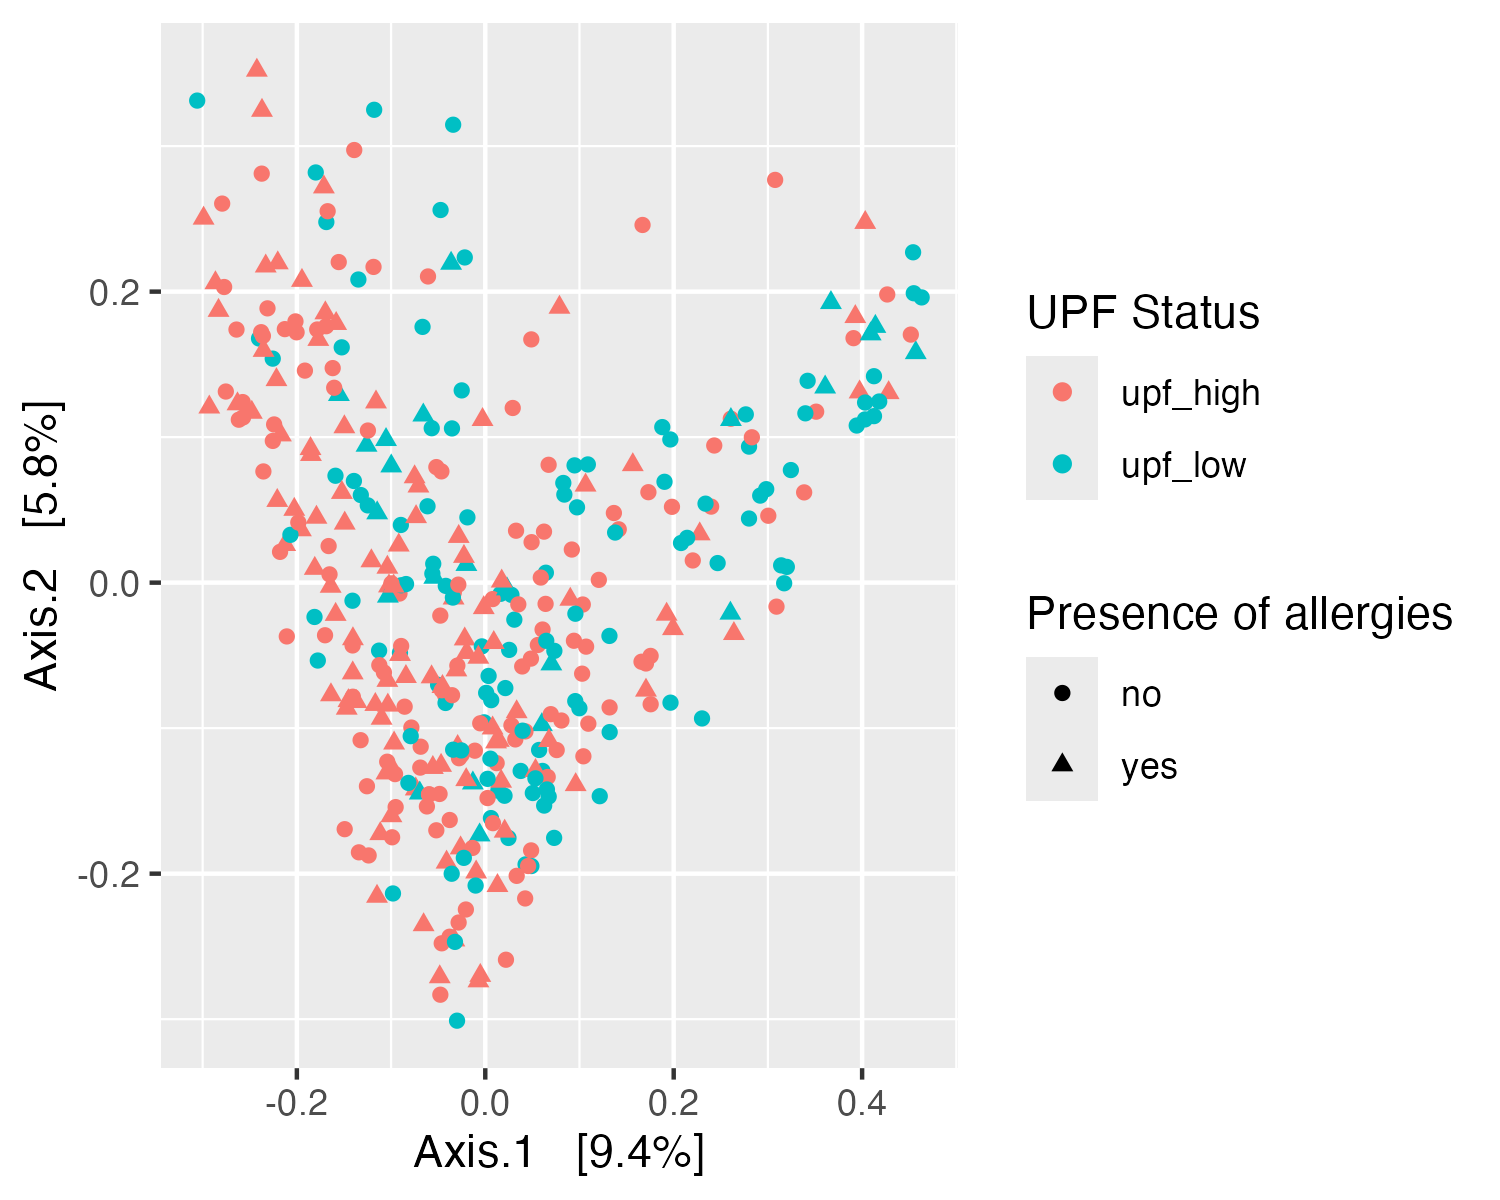 0.2
0.0
-0.2
Axis.2 [5.8%]
-0.2
0.0
0.2
0.4
Axis.1 [9.4%]
UPF Status
upf_high
upf_low
Presence of allergies
no
yes